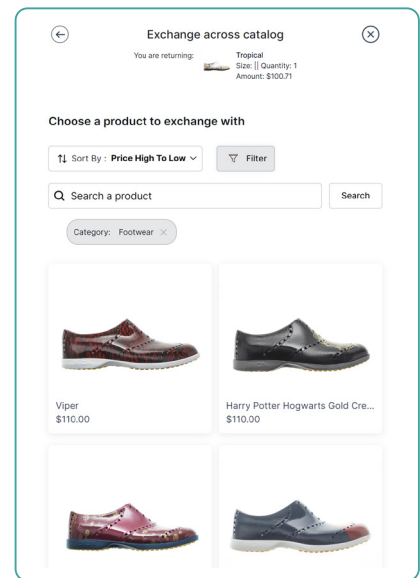 Exchange across catalog
You are returning:
Tropical
Size: || Quantity: 1
Amount: $100.71
Choose a product to exchange with
Sort By : Price High To Low
Filter
Search a product
Search
Category: Footwear
Viper
$110.00
Harry Potter Hogwarts Gold Cre...
$110.00